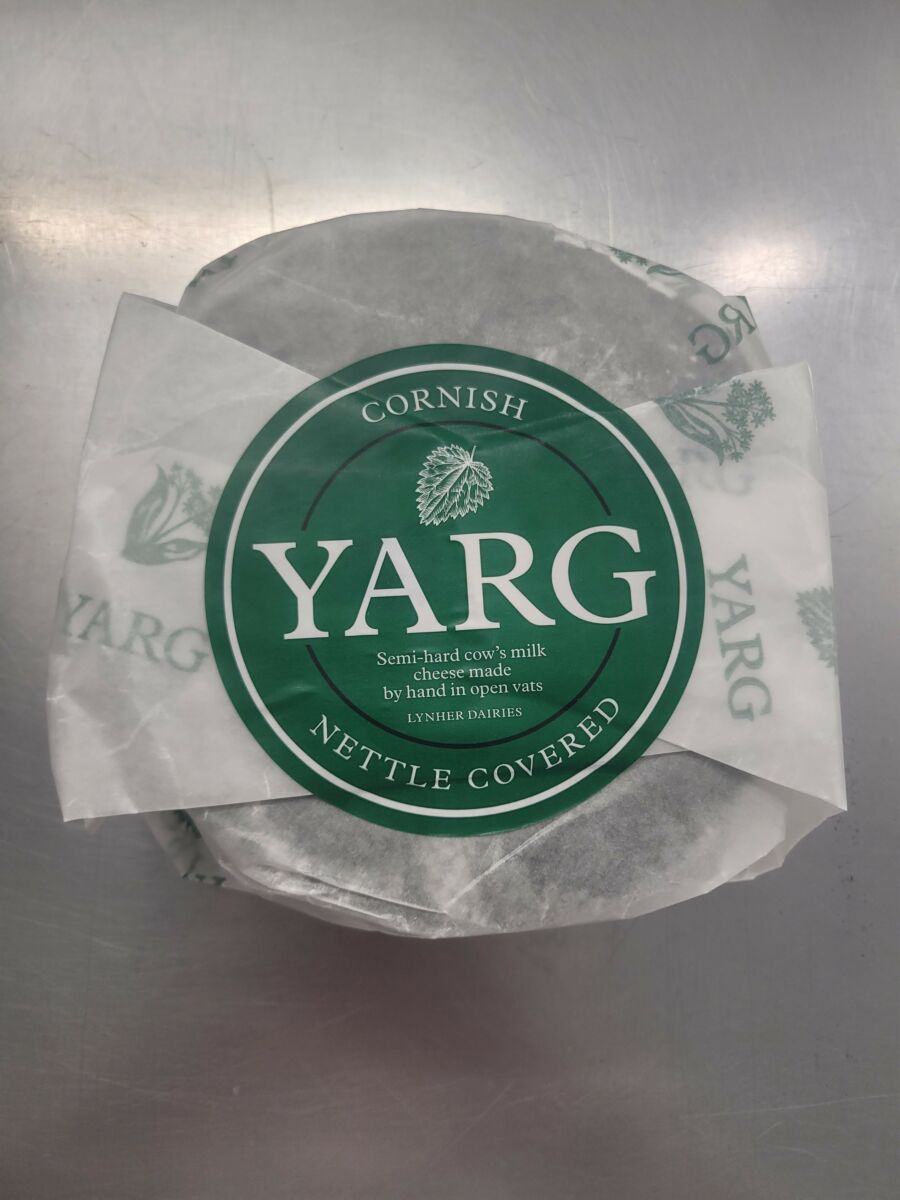 CORNISH
YARG
Semi-hard cow's milk
cheese made
by hand in open vats
LYNHER DAIRIES
NETTLE COVERED
YARG
YARG
RG